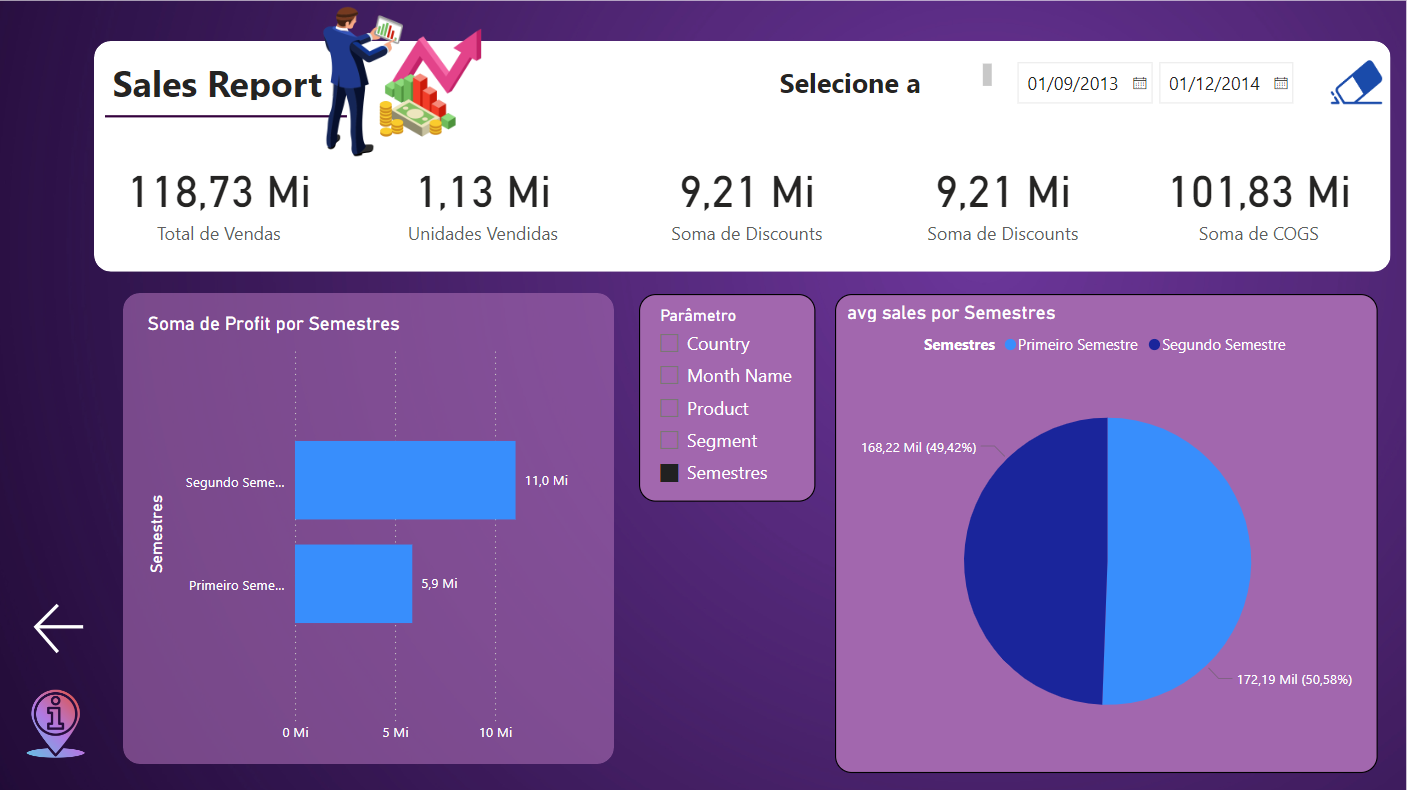 Sales Report
Selecione a
01/09/2013
01/12/2014
118,73 Mi
Total de Vendas
1,13 Mi
Unidades Vendidas
9,21 Mi
Soma de Discounts
9,21 Mi
Soma de Discounts
101,83 Mi
Soma de COGS
Soma de Profit por Semestres
Semestres
Segundo Seme...
11,0 Mi
Primeiro Seme...
5,9 Mi
0 Mi
5 Mi
10 Mi
Parâmetro
Country
Month Name
Product
Segment
Semestres
avg sales por Semestres
Semestres Primeiro Semestre Segundo Semestre
168,22 Mil (49,42%)
172,19 Mil (50,58%)